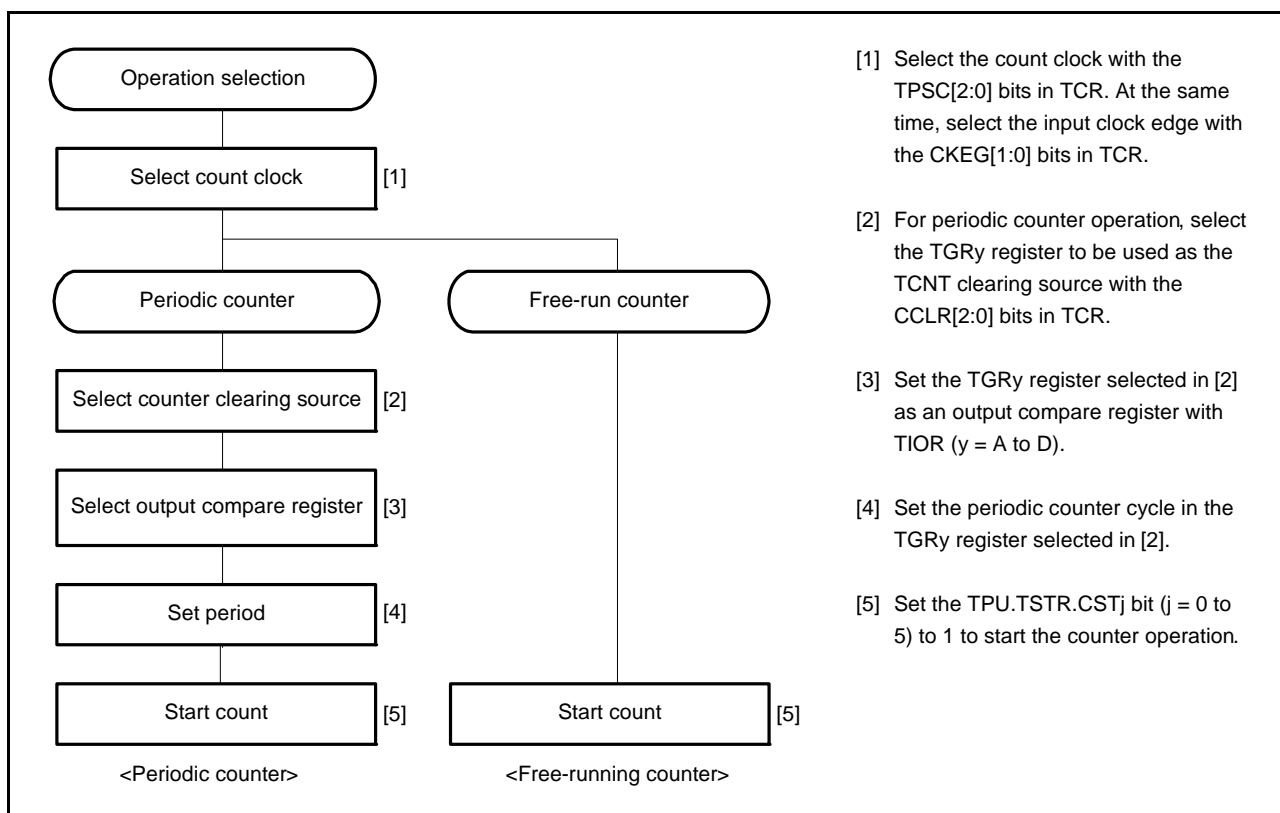 Operation selection
Select count clock
[1]
Periodic counter
Free-run counter
Select counter clearing source
[2]
Select output compare register
[3]
Set period
[4]
Start count
[5]
Start count
[5]
<Periodic counter>
<Free-running counter>
[1] Select the count clock with the
TPSC[2:0] bits in TCR. At the same
time, select the input clock edge with
the CKEG[1:0] bits in TCR.
[2] For periodic counter operation, select
the TGRy register to be used as the
TCNT clearing source with the
CCLR[2:0] bits in TCR.
[3] Set the TGRy register selected in [2]
as an output compare register with
TIOR (y = A to D).
[4] Set the periodic counter cycle in the
TGRy register selected in [2].
[5] Set the TPU.TSTR.CSTj bit (j = 0 to
5) to 1 to start the counter operation.